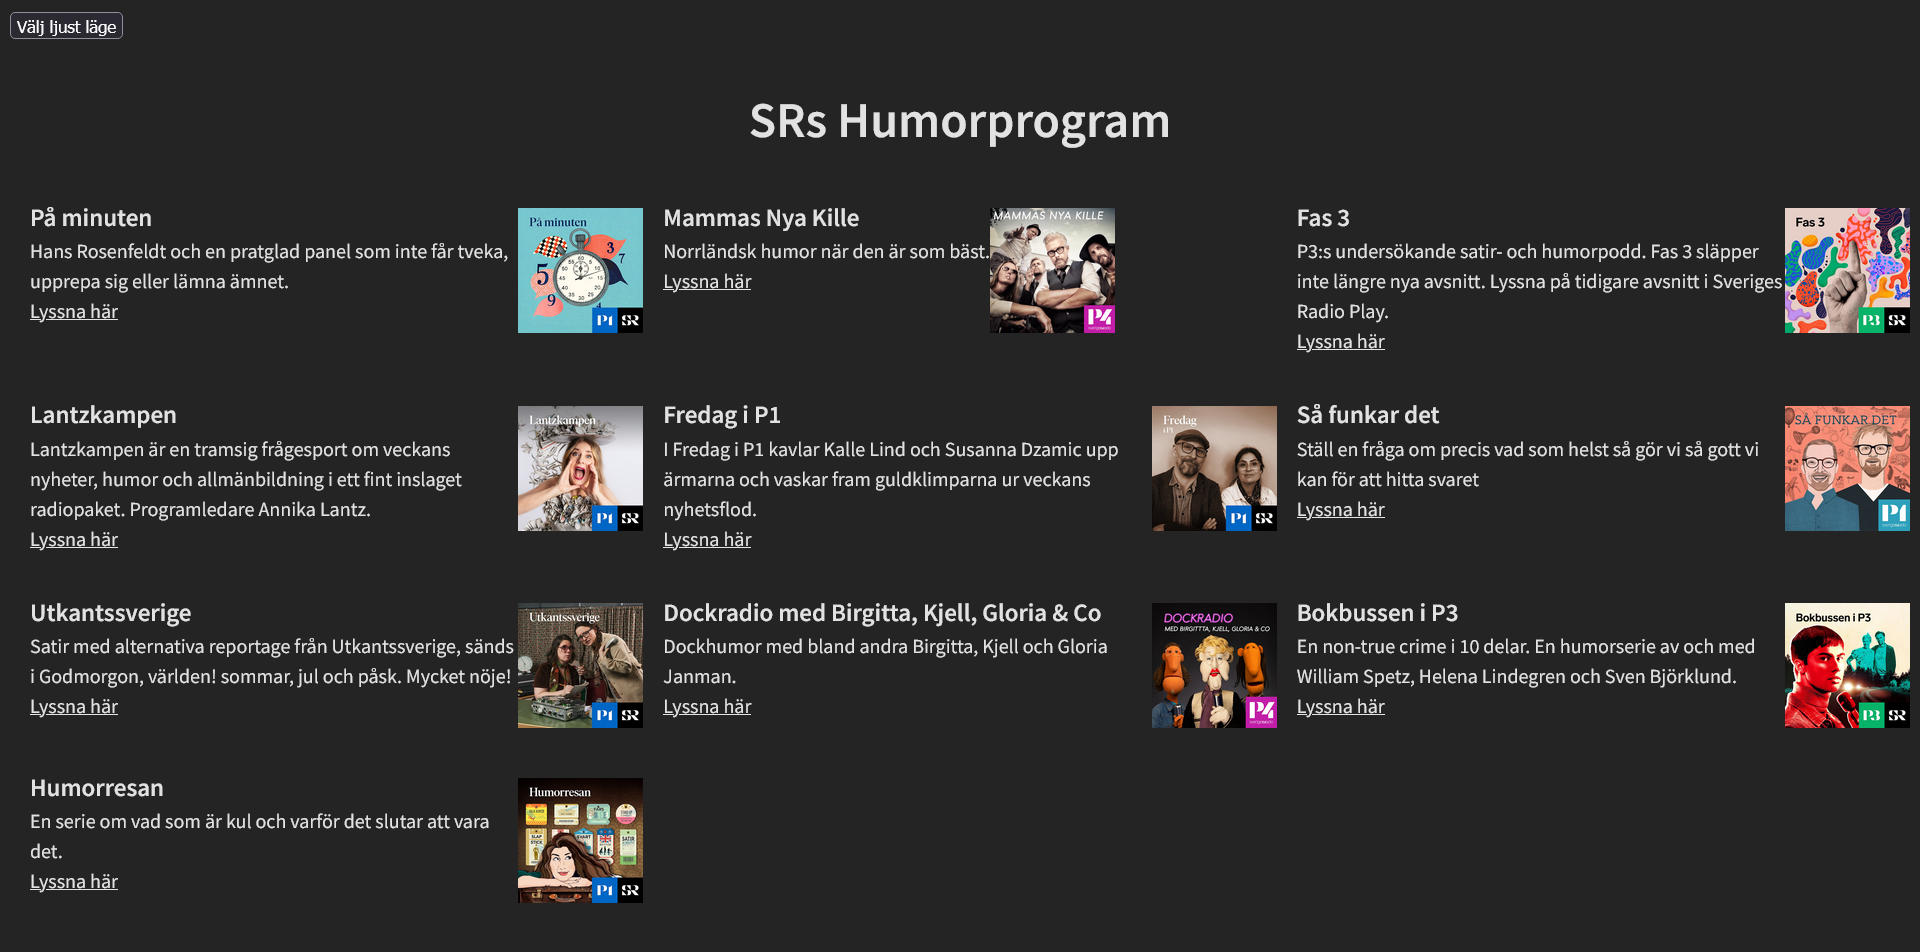 Välj ljust läge
SRs Humorprogram
På minuten
Hans Rosenfeldt och en pratglad panel som inte får tveka,
upprepa sig eller lämna ämnet.
Lyssna här
På minuten
P1 SR
Mammas Nya Kille
Norrländsk humor när den är som bäst.
Lyssna här
MAMMAS NYA KILLE
P4
Fas 3
P3:s undersökande satir- och humorpodd. Fas 3 släpper
inte längre nya avsnitt. Lyssna på tidigare avsnitt i Sveriges
Radio Play.
Lyssna här
Fas 3
P3 SR
Lantzkampen
Lantzkampen är en tramsig frågesport om veckans
nyheter, humor och allmänbildning i ett fint inslaget
radiopaket. Programledare Annika Lantz.
Lyssna här
Lantzkampen
P1 SR
Fredag i P1
I Fredag i P1 kavlar Kalle Lind och Susanna Dzamic upp
ärmarna och vaskar fram guldklimparna ur veckans
nyhetsflod.
Lyssna här
Fredag
i P1
P1 SR
Så funkar det
Ställ en fråga om precis vad som helst så gör vi så gott vi
kan för att hitta svaret
Lyssna här
SÅ FUNKAR DET
P1
Utkantssverige
Satir med alternativa reportage från Utkantssverige, sänds
i Godmorgon, världen! sommar, jul och påsk. Mycket nöje!
Lyssna här
Utkantssverige
P1 SR
Dockradio med Birgitta, Kjell, Gloria & Co
Dockhumor med bland andra Birgitta, Kjell och Gloria
Janman.
Lyssna här
DOCKRADIO
MED BIRGITTTA, KJELL, GLORIA & CO
P4
Bokbussen i P3
En non-true crime i 10 delar. En humorserie av och med
William Spetz, Helena Lindegren och Sven Björklund.
Lyssna här
Bokbussen i P3
P3 SR
Humorresan
En serie om vad som är kul och varför det slutar att vara
det.
Lyssna här
Humorresan
SLAP
STICK
SATIR
P1 SR